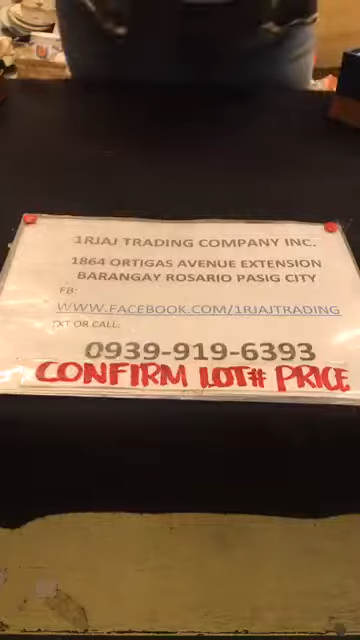 1RJAJ TRADING COMPANY INC.
1864 ORTIGAS AVENUE EXTENSION
BARANGAY ROSARIO PASIG CITY
FB:
WWW.FACEBOOK.COM/1RJAJTRADING
TXT OR CALL:
0939-919-6393
CONFIRM LOT# PRICE